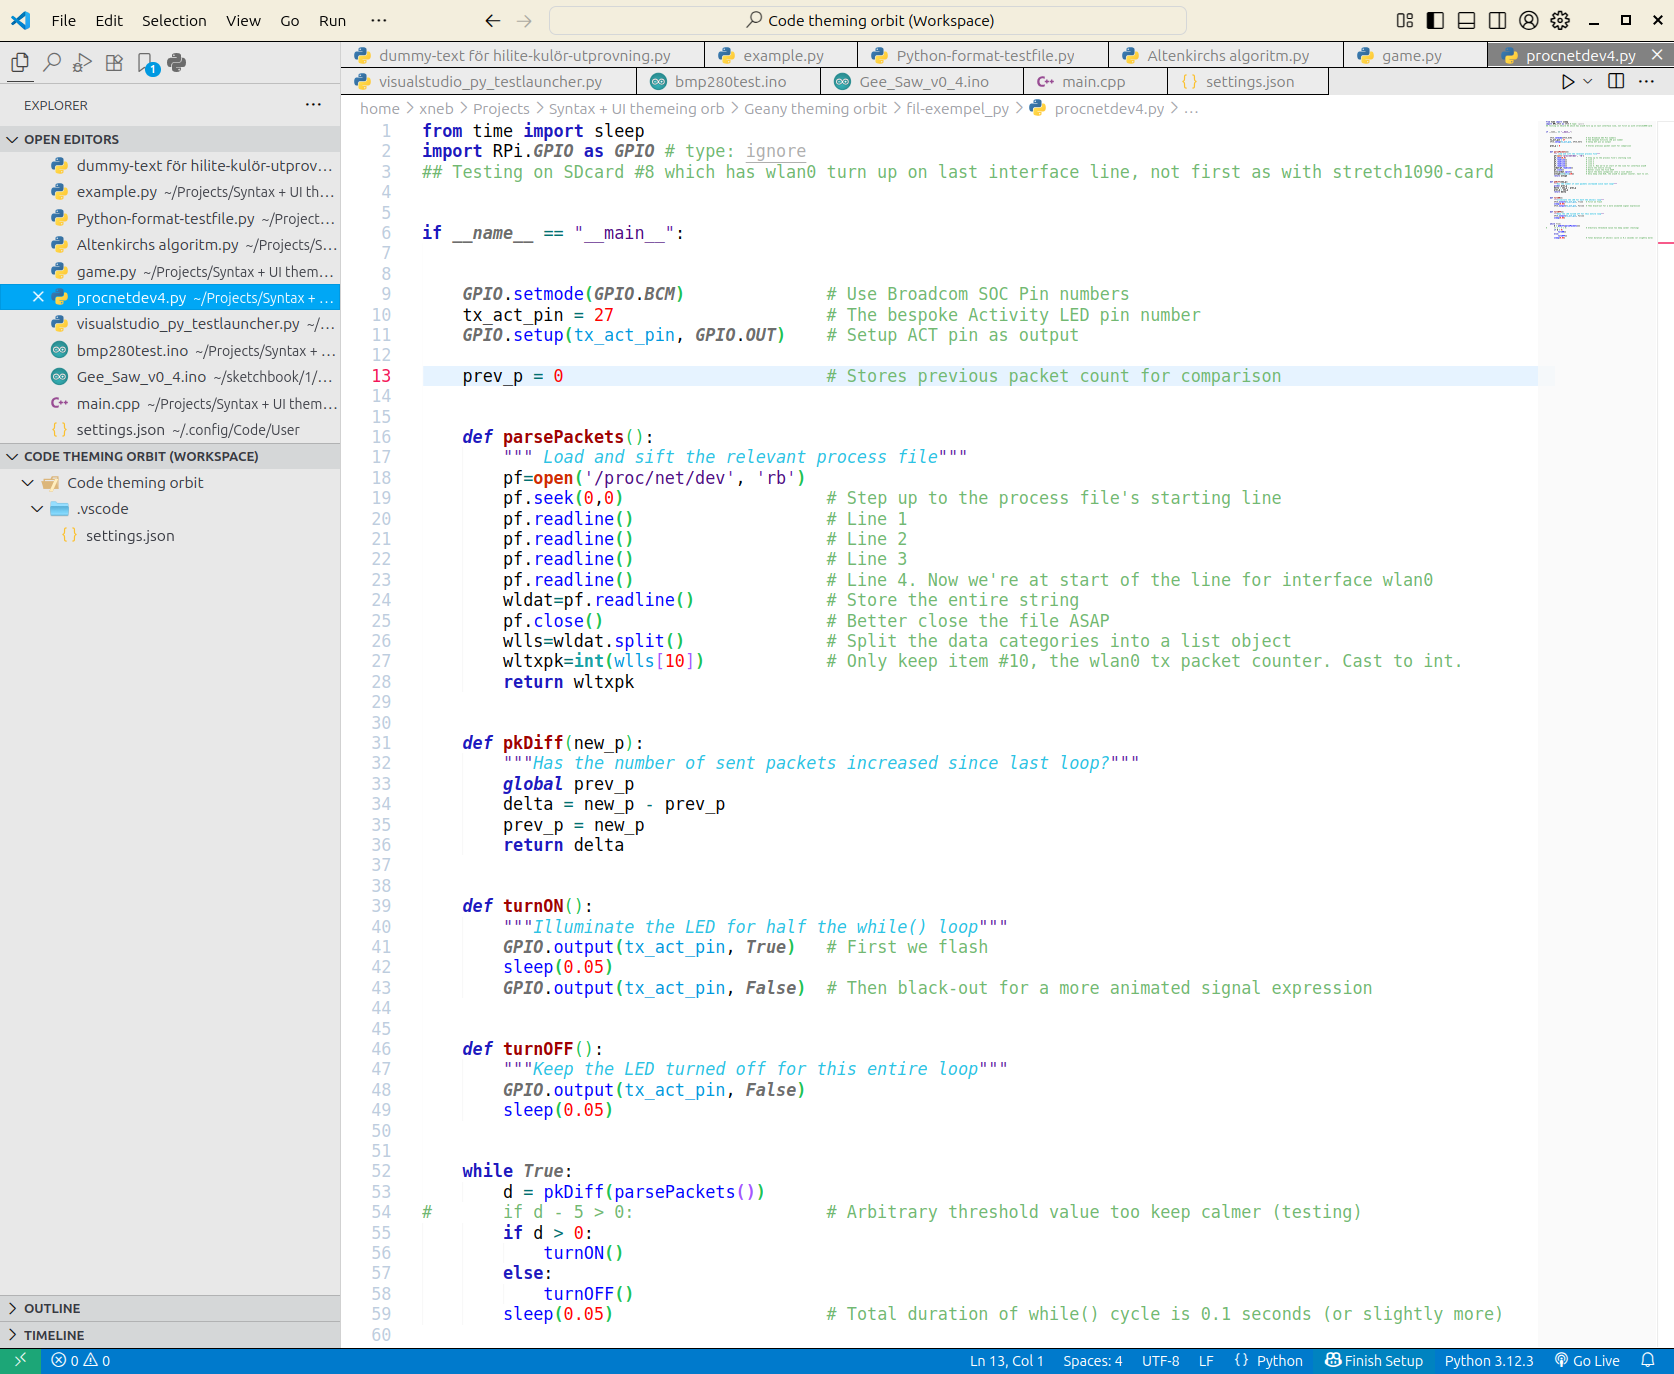 File Edit Selection View Go Run ···
Code theming orbit (Workspace)
1
EXPLORER ···
OPEN EDITORS
dummy-text för hilite-kulör-utprov...
example.py ~/Projects/Syntax + UI th...
Python-format-testfile.py ~/Project...
Altenkirchs algoritm.py ~/Projects/S...
game.py ~/Projects/Syntax + UI them...
procnetdev4.py ~/Projects/Syntax + ...
visualstudio_py_testlauncher.py ~/...
bmp280test.ino ~/Projects/Syntax + ...
Gee_Saw_v0_4.ino ~/sketchbook/1/...
main.cpp ~/Projects/Syntax + UI them...
settings.json ~/.config/Code/User
CODE THEMING ORBIT (WORKSPACE)
Code theming orbit
.vscode
settings.json
OUTLINE
TIMELINE
dummy-text för hilite-kulör-utprovning.py example.py Python-format-testfile.py Altenkirchs algoritm.py game.py procnetdev4.py
visualstudio_py_testlauncher.py bmp280test.ino Gee_Saw_v0_4.ino main.cpp settings.json
home > xneb > Projects > Syntax + UI themeing orb > Geany theming orbit > fil-exempel_py > procnetdev4.py > ...
1 from time import sleep
2 import RPi.GPIO as GPIO # type: ignore
3 ## Testing on SDcard #8 which has wlan0 turn up on last interface line, not first as with stretch1090-card
4
5
6 if __name__ == "__main__":
7
8
9 GPIO.setmode(GPIO.BCM) # Use Broadcom SOC Pin numbers
10 tx_act_pin = 27 # The bespoke Activity LED pin number
11 GPIO.setup(tx_act_pin, GPIO.OUT) # Setup ACT pin as output
12
13 prev_p = 0 # Stores previous packet count for comparison
14
15
16 def parsePackets():
17 """ Load and sift the relevant process file"""
18 pf=open('/proc/net/dev', 'rb')
19 pf.seek(0,0) # Step up to the process file's starting line
20 pf.readline() # Line 1
21 pf.readline() # Line 2
22 pf.readline() # Line 3
23 pf.readline() # Line 4. Now we're at start of the line for interface wlan0
24 wldat=pf.readline() # Store the entire string
25 pf.close() # Better close the file ASAP
26 wlls=wldat.split() # Split the data categories into a list object
27 wltxpk=int(wlls[10]) # Only keep item #10, the wlan0 tx packet counter. Cast to int.
28 return wltxpk
29
30
31 def pkDiff(new_p):
32 """Has the number of sent packets increased since last loop?"""
33 global prev_p
34 delta = new_p - prev_p
35 prev_p = new_p
36 return delta
37
38
39 def turnON():
40 """Illuminate the LED for half the while() loop"""
41 GPIO.output(tx_act_pin, True) # First we flash
42 sleep(0.05)
43 GPIO.output(tx_act_pin, False) # Then black-out for a more animated signal expression
44
45
46 def turnOFF():
47 """Keep the LED turned off for this entire loop"""
48 GPIO.output(tx_act_pin, False)
49 sleep(0.05)
50
51
52 while True:
53 d = pkDiff(parsePackets())
54 # if d - 5 > 0: # Arbitrary threshold value too keep calmer (testing)
55 if d > 0:
56 turnON()
57 else:
58 turnOFF()
59 sleep(0.05) # Total duration of while() cycle is 0.1 seconds (or slightly more)
60
0 0 Ln 13, Col 1 Spaces: 4 UTF-8 LF {} Python Finish Setup Python 3.12.3 Go Live